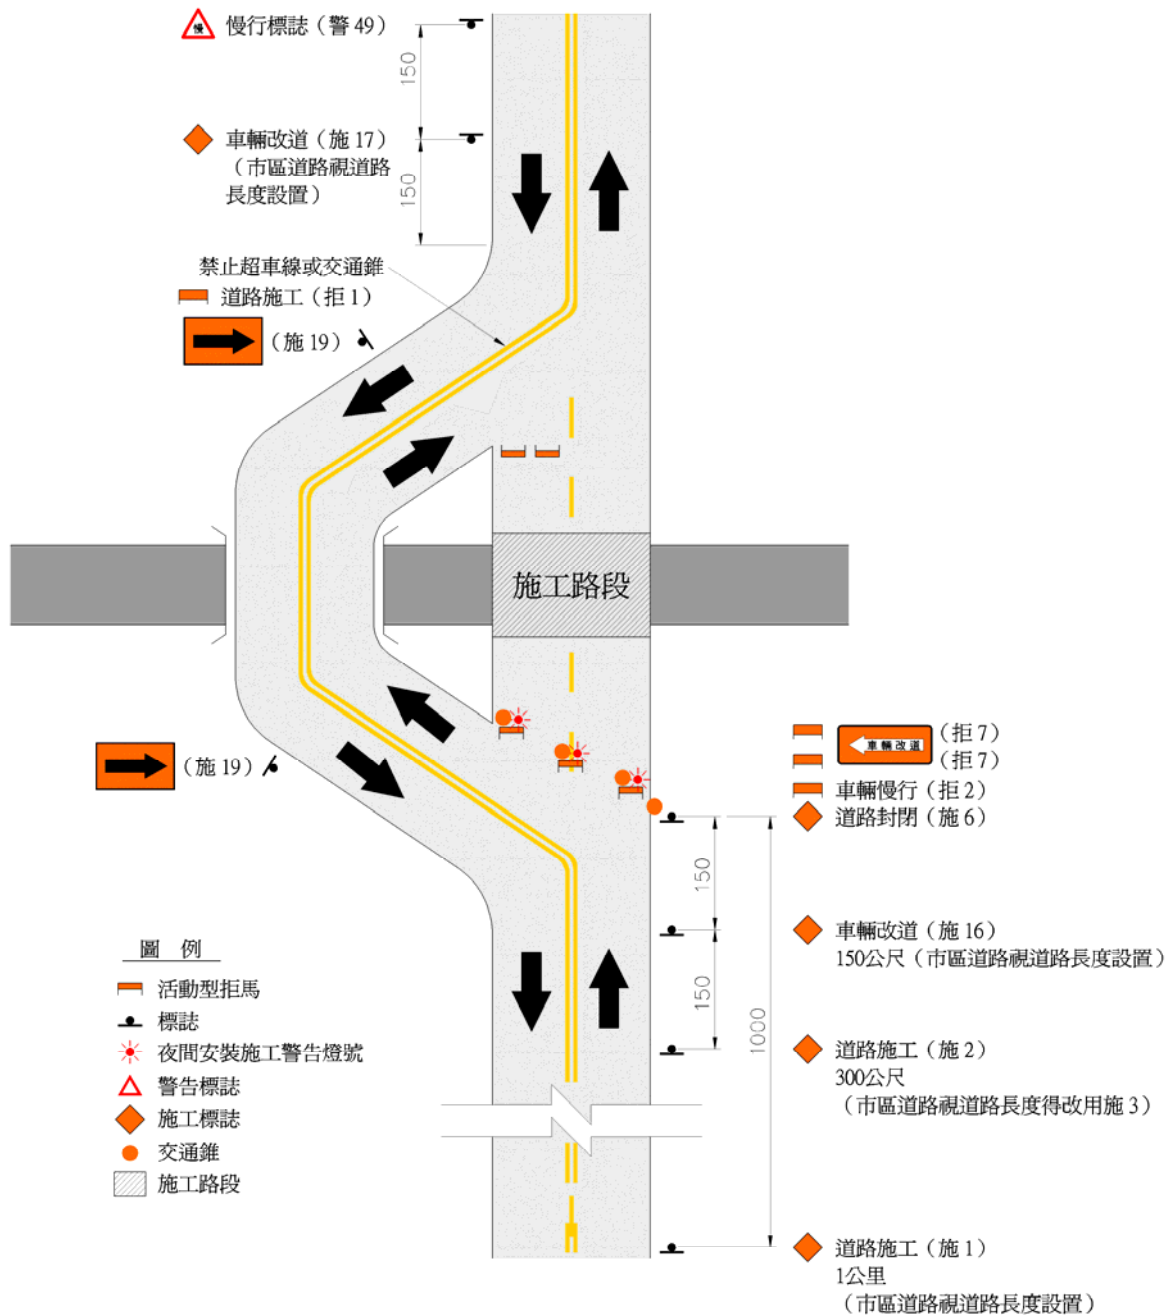 慢
慢行標誌（警 49）
150
車輛改道（施 17）
（市區道路視道路
長度設置）
150
禁止超車線或交通錐
道路施工（拒 1）
（施 19）
施工路段
（施 19）
車輛改道
（拒 7）
（拒 7）
車輛慢行（拒 2）
道路封閉（施 6）
150
車輛改道（施 16）
150公尺（市區道路視道路長度設置）
150
1000
道路施工（施 2）
300公尺
（市區道路視道路長度得改用施 3）
道路施工（施 1）
1公里
（市區道路視道路長度設置）
圖 例
活動型拒馬
標誌
夜間安裝施工警告燈號
警告標誌
施工標誌
交通錐
施工路段